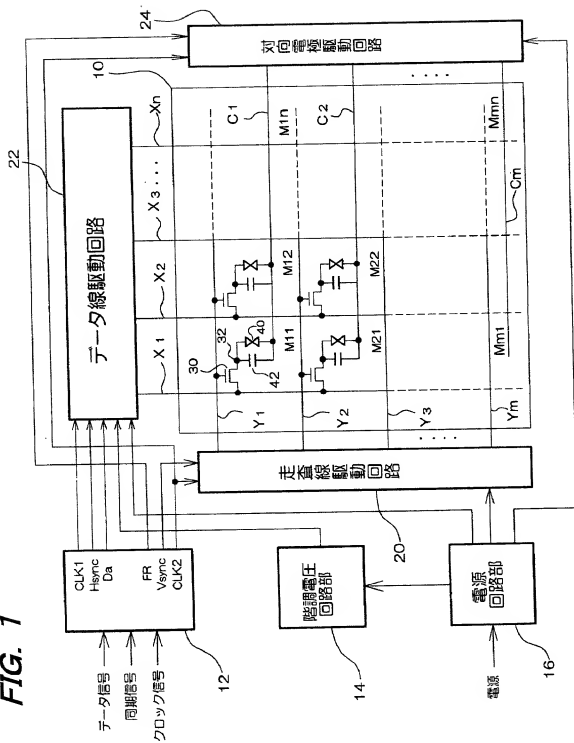 FIG. 1
データ信号
同期信号
クロック信号
CLK1
Hsync
Da
FR
Vsync
CLK2
12
22
データ線駆動回路
10
24
対向電極駆動回路
X1
X2
X3....
Xn
30
32
40
42
Y1
M11
M12
M1n
C1
Y2
M21
M22
C2
Y3
....
....
Ym
Mm1
Cm
Mmn
走査線駆動回路
20
階調電圧
回路部
14
電源
回路部
16
電源